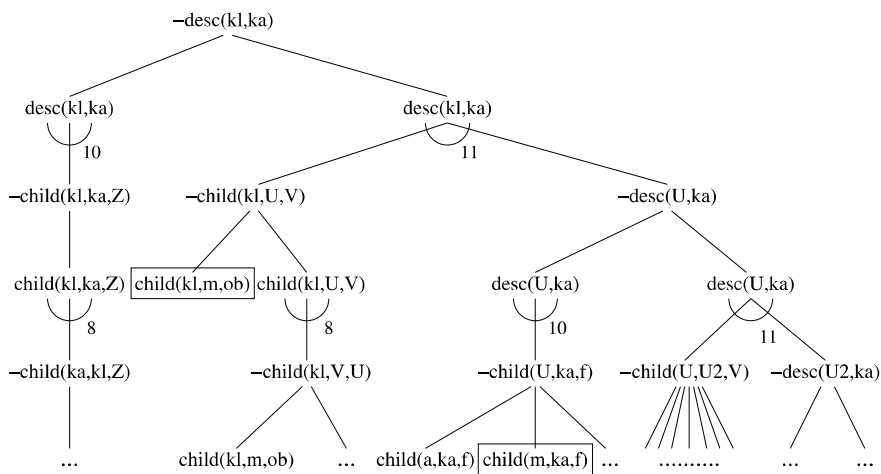 −desc(kl,ka)
desc(kl,ka) desc(kl,ka)
10 11
−child(kl,ka,Z) −child(kl,U,V) −desc(U,ka)
child(kl,ka,Z) child(kl,m,ob) child(kl,U,V) desc(U,ka) desc(U,ka)
8 8 10 11
−child(ka,kl,Z) −child(kl,V,U) −child(U,ka,f) −child(U,U2,V) −desc(U2,ka)
... child(kl,m,ob) ... child(a,ka,f) child(m,ka,f) ... .......... ... ...